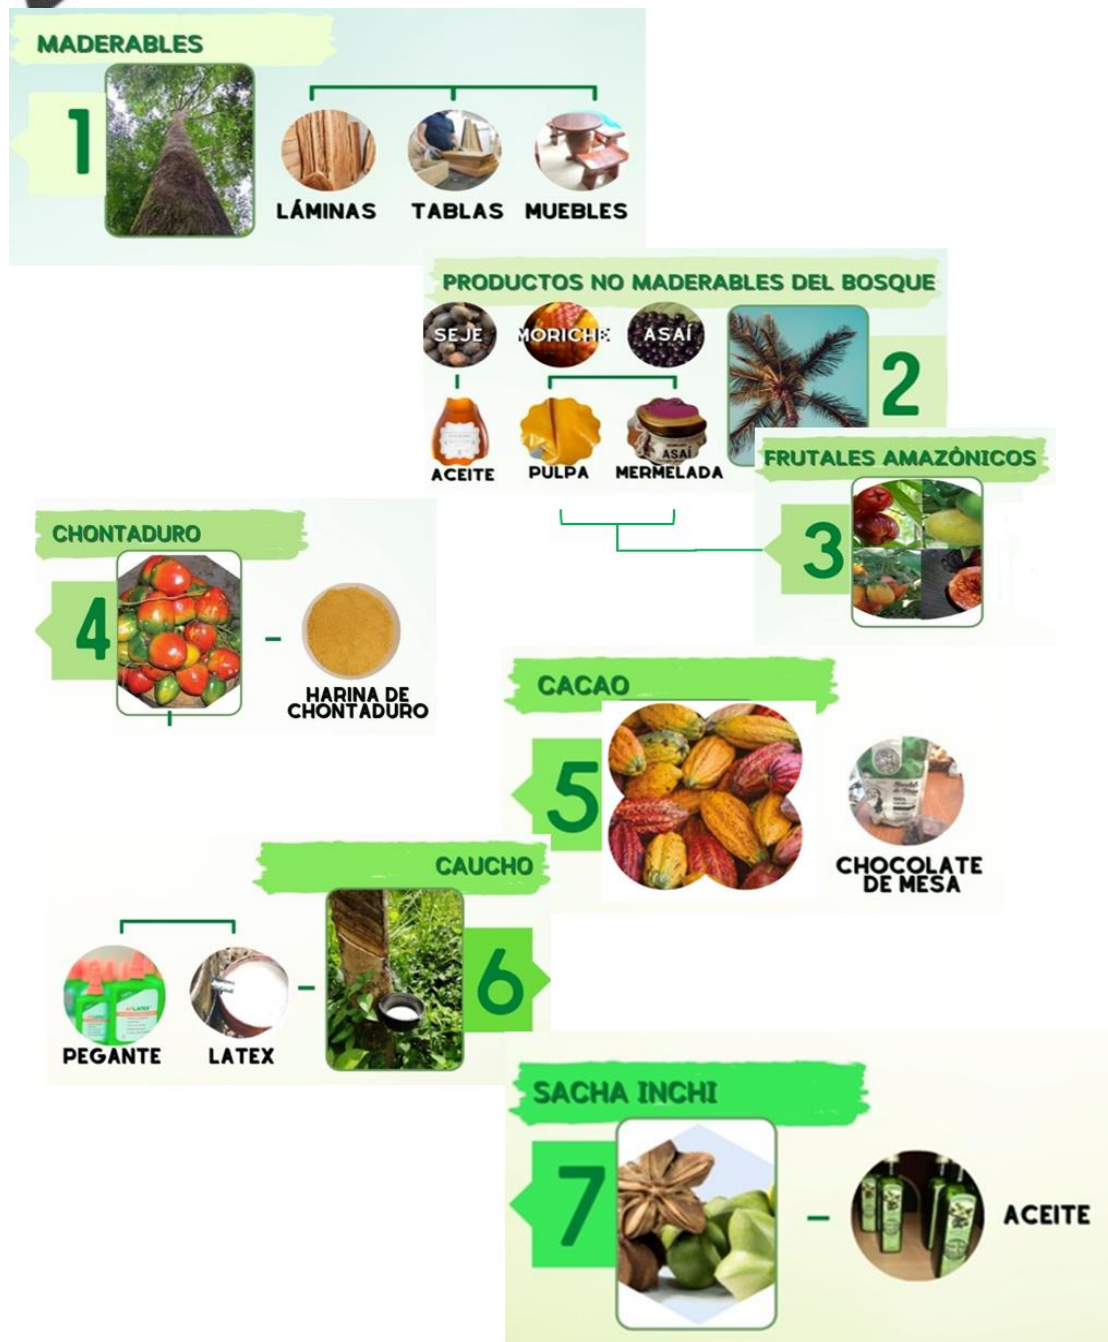 MADERABLES
1
LÁMINAS TABLAS MUEBLES
PRODUCTOS NO MADERABLES DEL BOSQUE
SEJE MORICHE ASAÍ
2
ASAÍ
ACEITE PULPA MERMELADA
FRUTALES AMAZÓNICOS
3
CHONTADURO
4
HARINA DE
CHONTADURO
CACAO
5
CHOCOLATE
DE MESA
CAUCHO
6
PEGANTE LATEX
SACHA INCHI
7
ACEITE